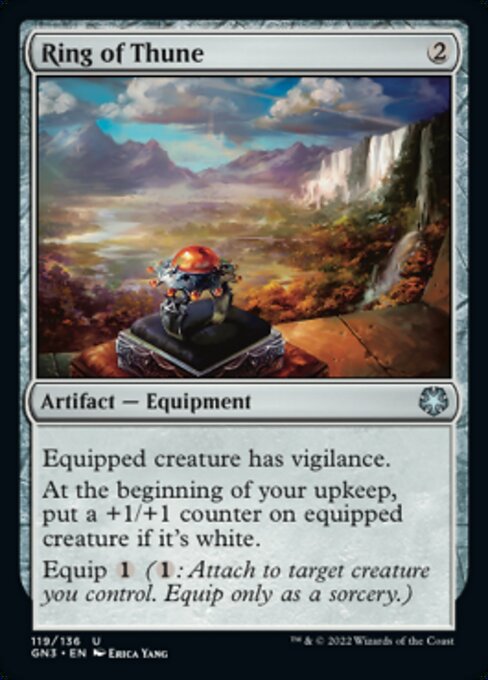 Ring of Thune 2
Artifact — Equipment
Equipped creature has vigilance.
At the beginning of your upkeep,
put a +1/+1 counter on equipped
creature if it's white.
Equip 1 (1: Attach to target creature
you control. Equip only as a sorcery.)
119/136 U
GN3 • EN Erica Yang
™ & © 2022 Wizards of the Coast